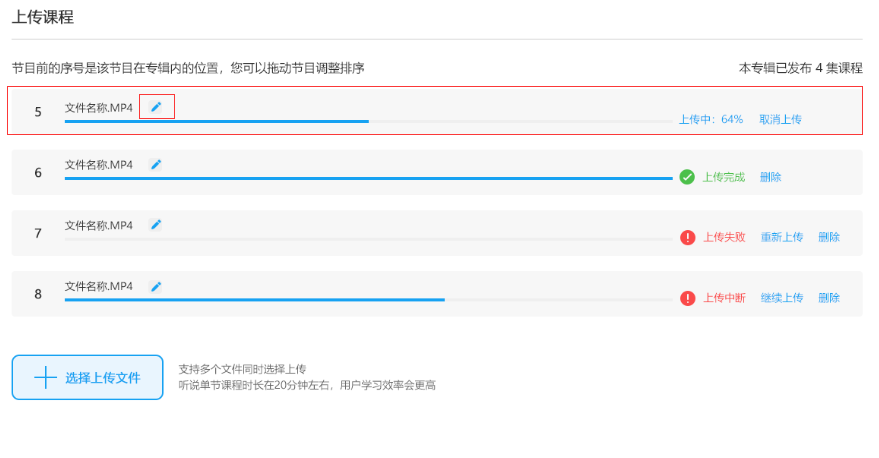 上传课程
节目前的序号是该节目在专辑内的位置，您可以拖动节目调整排序 本专辑已发布 4 集课程
5 文件名称.MP4 上传中：64% 取消上传
6 文件名称.MP4 上传完成 删除
7 文件名称.MP4 上传失致 重新上传 删除
8 文件名称.MP4 上传中断 继续上传 删除
选择上传文件
支持多个文件同时选择上传
听说单节课程时长在20分钟左右，用户学习效率会更高